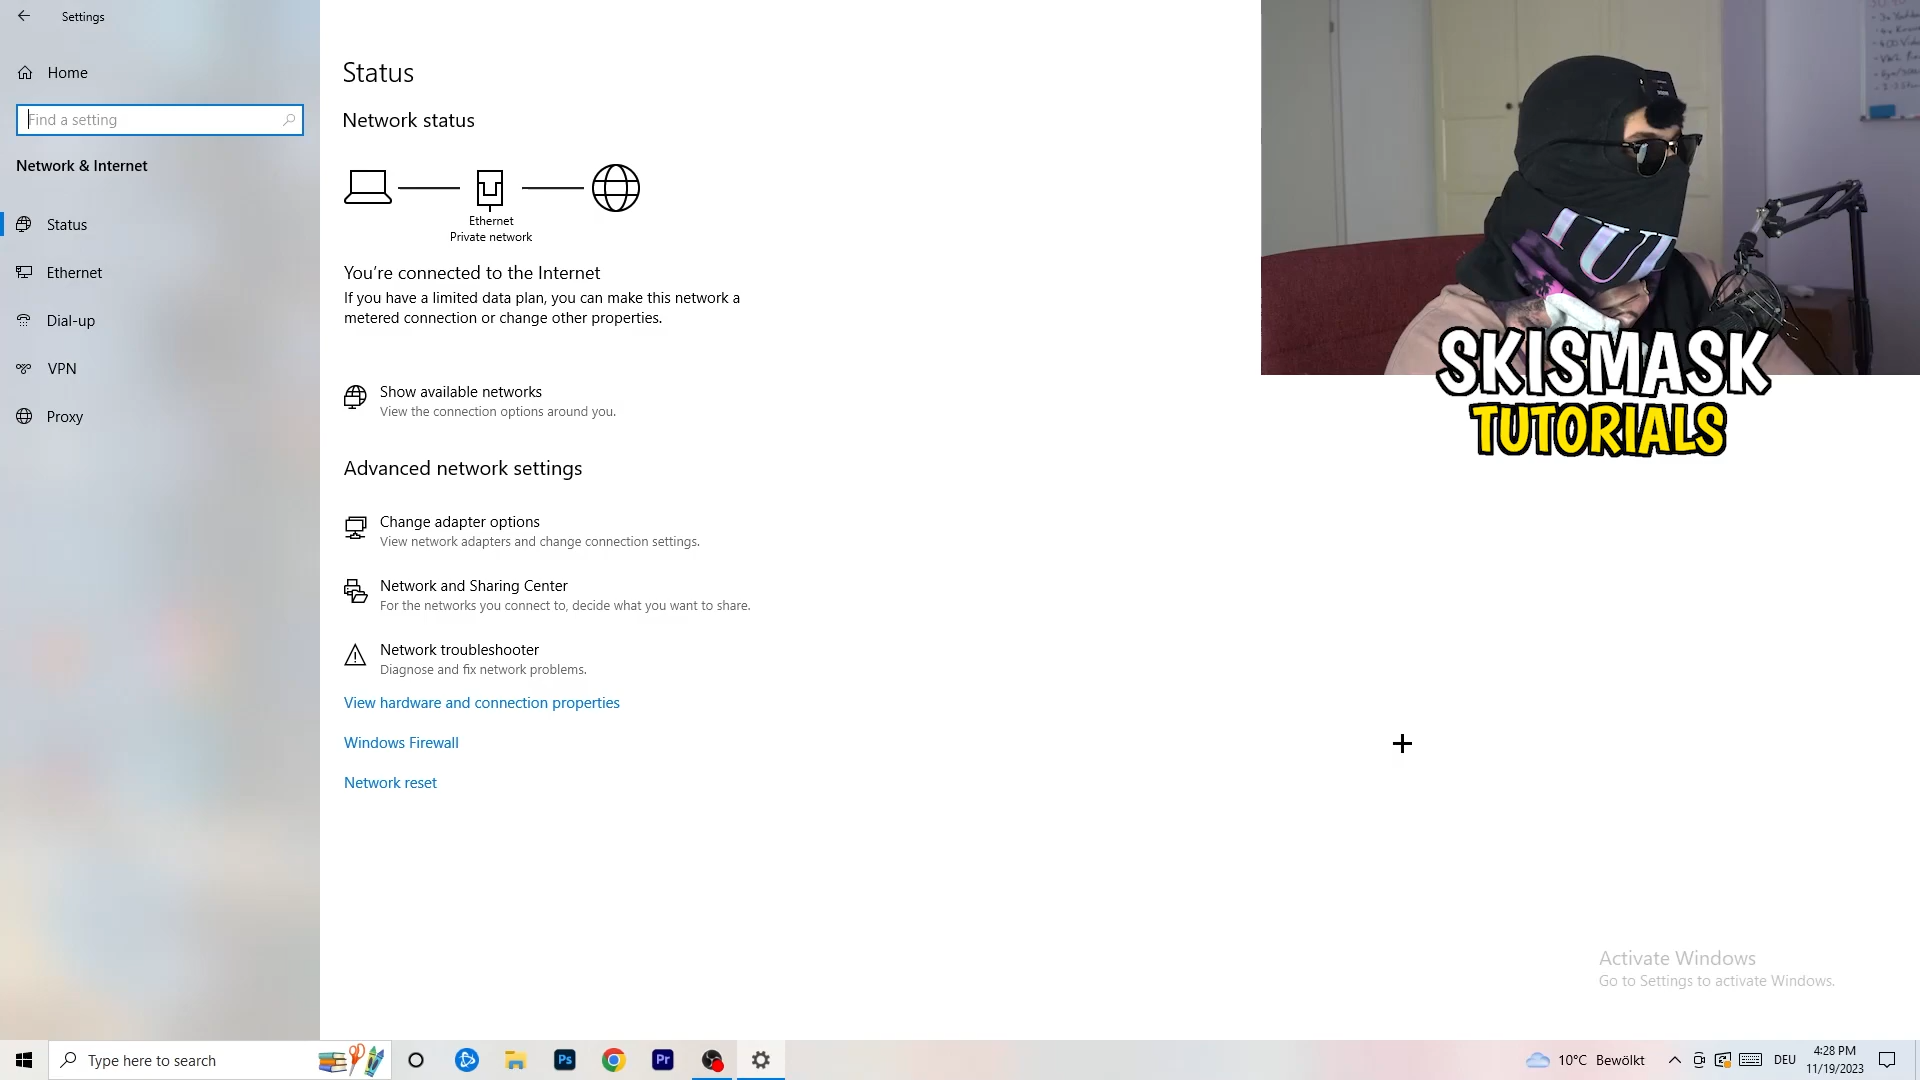 Settings
Home
Find a setting
Network & Internet
Status
Ethernet
Dial-up
VPN
Proxy
Status
Network status
Ethernet
Private network
You're connected to the Internet
If you have a limited data plan, you can make this network a
metered connection or change other properties.
Show available networks
View the connection options around you.
Advanced network settings
Change adapter options
View network adapters and change connection settings.
Network and Sharing Center
For the networks you connect to, decide what you want to share.
Network troubleshooter
Diagnose and fix network problems.
View hardware and connection properties
Windows Firewall
Network reset
SKISMASK
TUTORIALS
Activate Windows
Go to Settings to activate Windows.
Type here to search
Ps
Pr
10°C Bewölkt
DEU
4:28 PM
11/19/2023